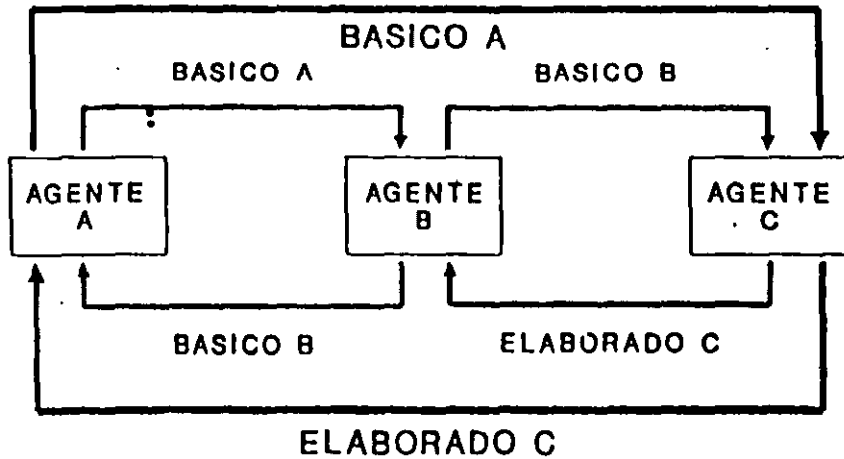 BASICO A
BASICO A
BASICO B
AGENTE
A
AGENTE
B
AGENTE
C
BASICO B
ELABORADO C
ELABORADO C